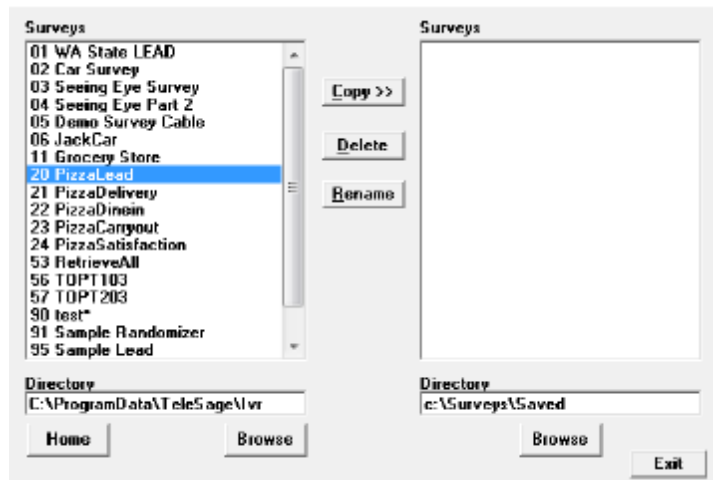 Surveys
01 WA State LEAD
02 Car Survey
03 Seeing Eye Survey
04 Seeing Eye Part 2
05 Demo Survey Cable
06 JackCar
11 Grocery Store
20 PizzaLead
21 PizzaDelivery
22 PizzaDinein
23 PizzaCarryout
24 PizzaSatisfaction
53 RetrieveAll
56 TOPT103
57 TOPT203
90 test*
91 Sample Randomizer
95 Sample Lead
Directory
C:\ProgramData\TeleSage\Ivr
Home
Browse
Copy >>
Delete
Rename
Surveys
Directory
c:\Surveys\Saved
Browse
Exit